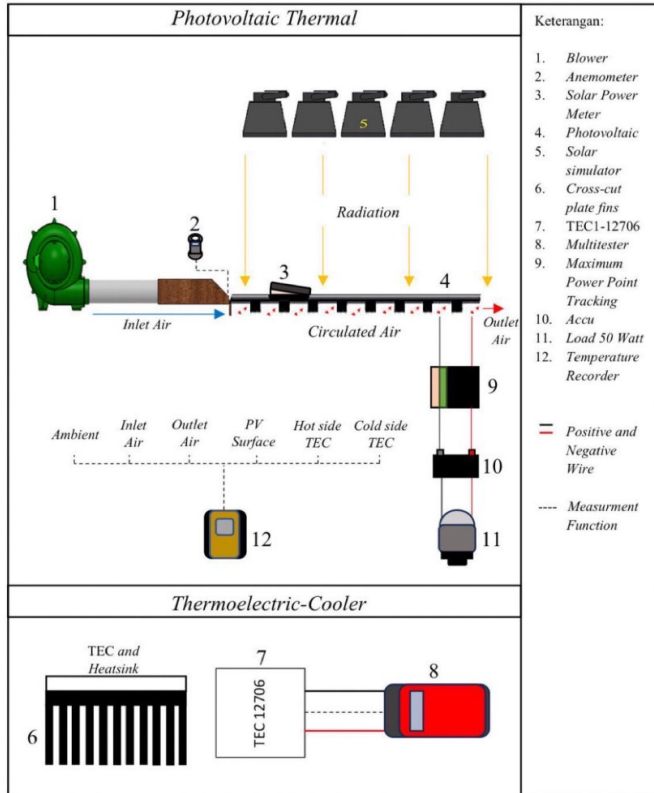 Photovoltaic Thermal
5
Radiation
1
2
3
4
Inlet Air
Circulated Air
Outlet
Air
9
Ambient
Inlet
Air
Outlet
Air
PV
Surface
Hot side
TEC
Cold side
TEC
10
12
11
Thermoelectric-Cooler
TEC and
Heatsink
6
7
TEC 12706
8
Keterangan:
1. Blower
2. Anemometer
3. Solar Power
Meter
4. Photovoltaic
5. Solar
simulator
6. Cross-cut
plate fins
7. TEC1-12706
8. Multitester
9. Maximum
Power Point
Tracking
10. Accu
11. Load 50 Watt
12. Temperature
Recorder
Positive and
Negative
Wire
Measurment
Function